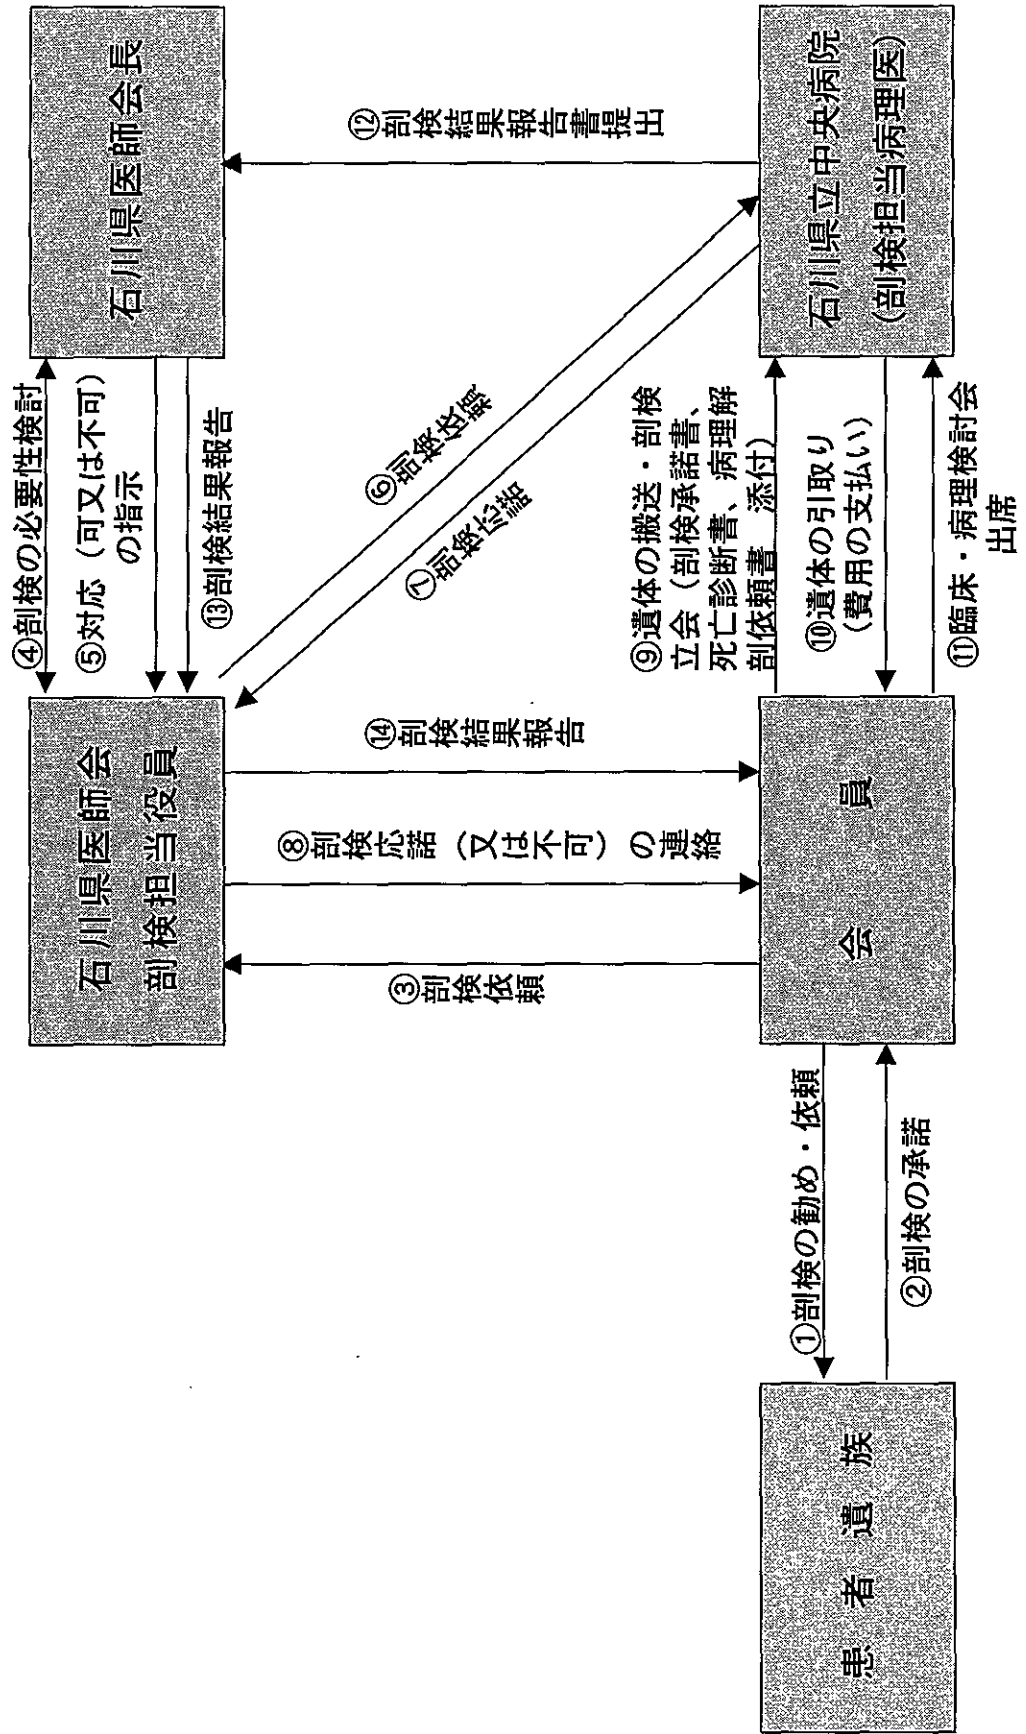 石川県医師会
剖検担当役員
④剖検の必要性検討
⑤対応（可又は不可）
の指示
⑬剖検結果報告
石川県医師会長
③剖検依頼
⑧剖検応諾（又は不可）の連絡
⑭剖検結果報告
⑥剖検依頼
⑦剖検応諾
⑫剖検結果報告書提出
患者遺族
①剖検の勧め・依頼
②剖検の承諾
会員
⑨遺体の搬送・剖検
立会（剖検承諾書、
死亡診断書、病理解
剖依頼書　添付）
⑩遺体の引取り
（費用の支払い）
⑪臨床・病理検討会
出席
石川県立中央病院
（剖検担当病理医）